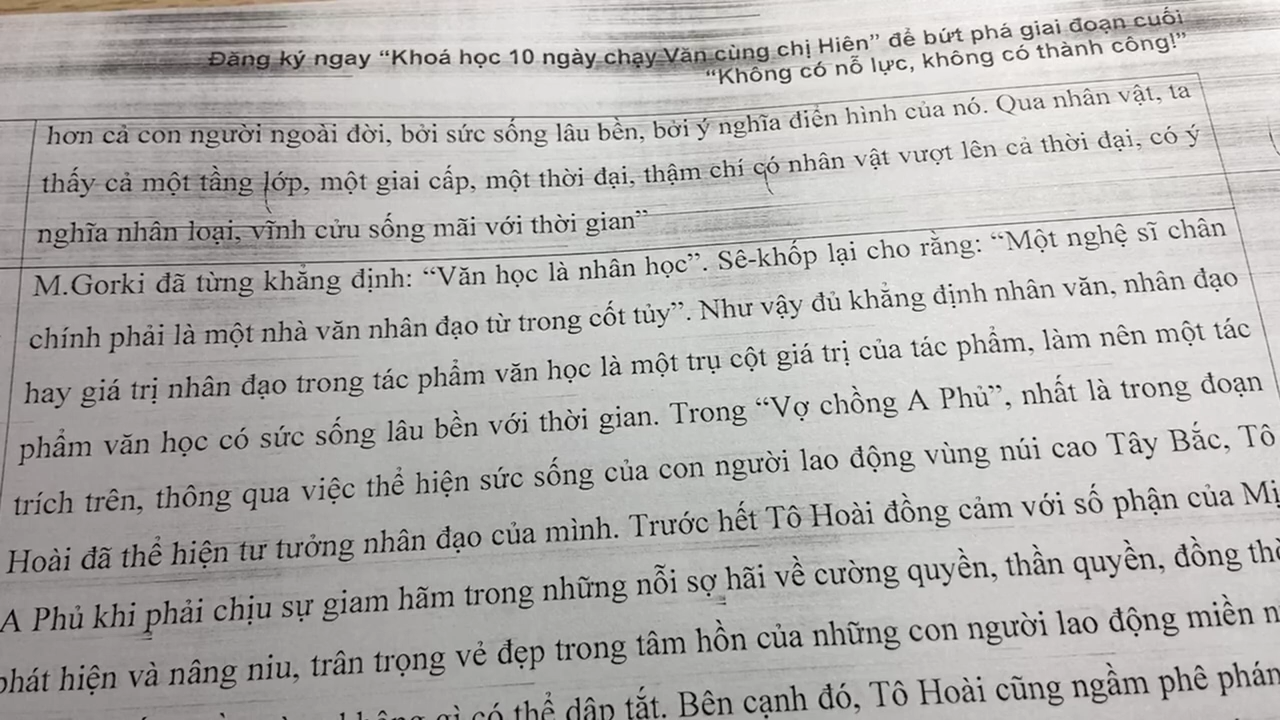 Đăng ký ngay “Khoá học 10 ngày chạy Văn cùng chị Hiên” để bứt phá giai đoạn cuối
“Không có nỗ lực, không có thành công!”
hơn cả con người ngoài đời, bởi sức sống lâu bền, bởi ý nghĩa điển hình của nó. Qua nhân vật, ta
thấy cả một tầng lớp, một giai cấp, một thời đại, thậm chí có nhân vật vượt lên cả thời đại, có ý
nghĩa nhân loại, vĩnh cửu sống mãi với thời gian”
M.Gorki đã từng khẳng định: “Văn học là nhân học”. Sê-khốp lại cho rằng: “Một nghệ sĩ chân
chính phải là một nhà văn nhân đạo từ trong cốt tủy”. Như vậy đủ khẳng định nhân văn, nhân đạo
hay giá trị nhân đạo trong tác phẩm văn học là một trụ cột giá trị của tác phẩm, làm nên một tác
phẩm văn học có sức sống lâu bền với thời gian. Trong “Vợ chồng A Phủ”, nhất là trong đoạn
trích trên, thông qua việc thể hiện sức sống của con người lao động vùng núi cao Tây Bắc, Tô
Hoài đã thể hiện tư tưởng nhân đạo của mình. Trước hết Tô Hoài đồng cảm với số phận của Mị
A Phủ khi phải chịu sự giam hãm trong những nỗi sợ hãi về cường quyền, thần quyền, đồng
phát hiện và nâng niu, trân trọng vẻ đẹp trong tâm hồn của những con người lao động miền
gì có thể dập tắt. Bên cạnh đó, Tô Hoài cũng ngầm phê phán